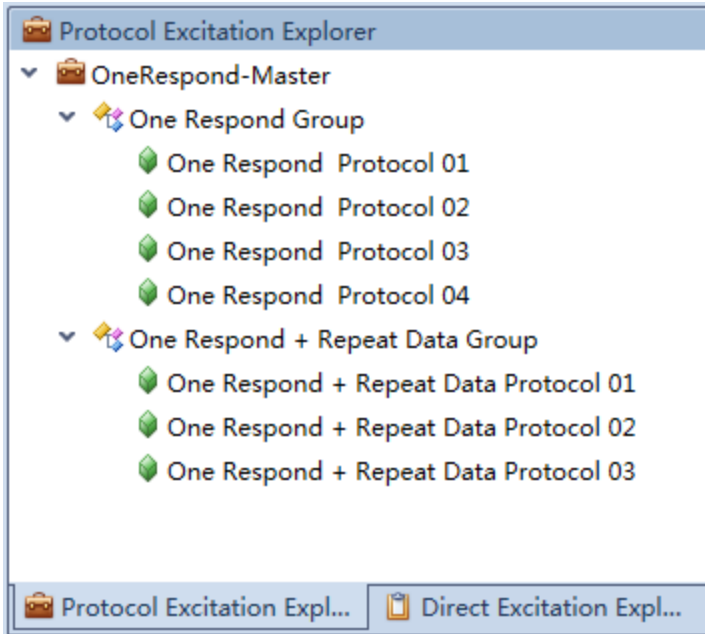 Protocol Excitation Explorer
OneRespond-Master
One Respond Group
One Respond  Protocol 01
One Respond  Protocol 02
One Respond  Protocol 03
One Respond  Protocol 04
One Respond + Repeat Data Group
One Respond + Repeat Data Protocol 01
One Respond + Repeat Data Protocol 02
One Respond + Repeat Data Protocol 03
Protocol Excitation Expl... Direct Excitation Expl...